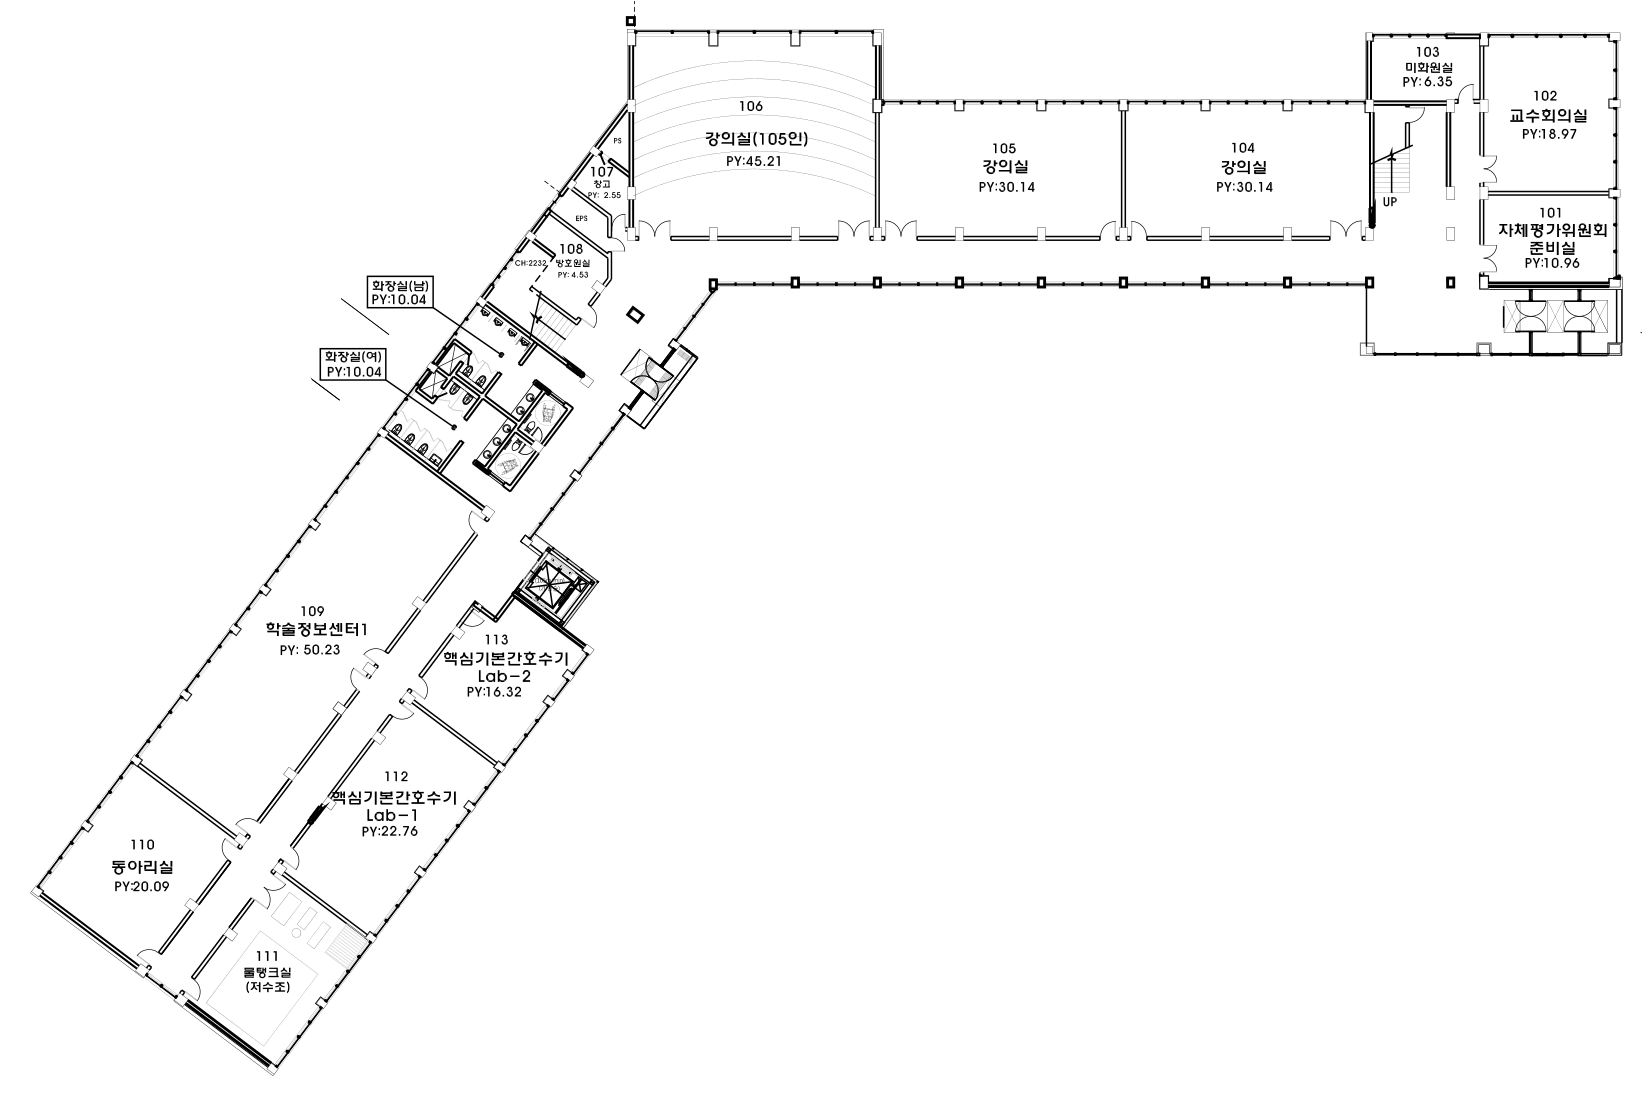 103
미화원실
PY:6.35
102
교수회의실
PY:18.97
101
자체평가위원회
준비실
PY:10.96
UP
104
강의실
PY:30.14
105
강의실
PY:30.14
106
강의실(105인)
PY:45.21
PS
107
창고
PY: 2.55
EPS
108
CH:2232
방호원실
PY: 4.53
화장실(남)
PY:10.04
화장실(여)
PY:10.04
109
학술정보센터1
PY: 50.23
113
핵심기본간호수기
Lab-2
PY:16.32
112
핵심기본간호수기
Lab-1
PY:22.76
110
동아리실
PY:20.09
111
물탱크실
(저수조)